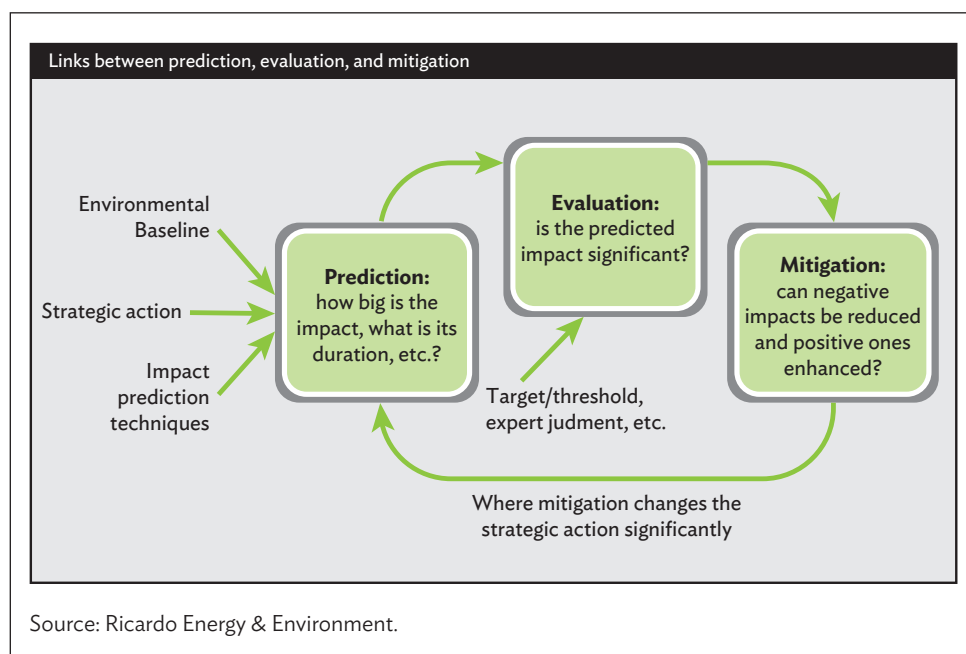 Links between prediction, evaluation, and mitigation
Environmental
Baseline
Strategic action
Impact
prediction
techniques
Prediction:
how big is the
impact, what is its
duration, etc.?
Evaluation:
is the predicted
impact significant?
Target/threshold,
expert judgment, etc.
Mitigation:
can negative
impacts be reduced
and positive ones
enhanced?
Where mitigation changes the
strategic action significantly
Source: Ricardo Energy & Environment.